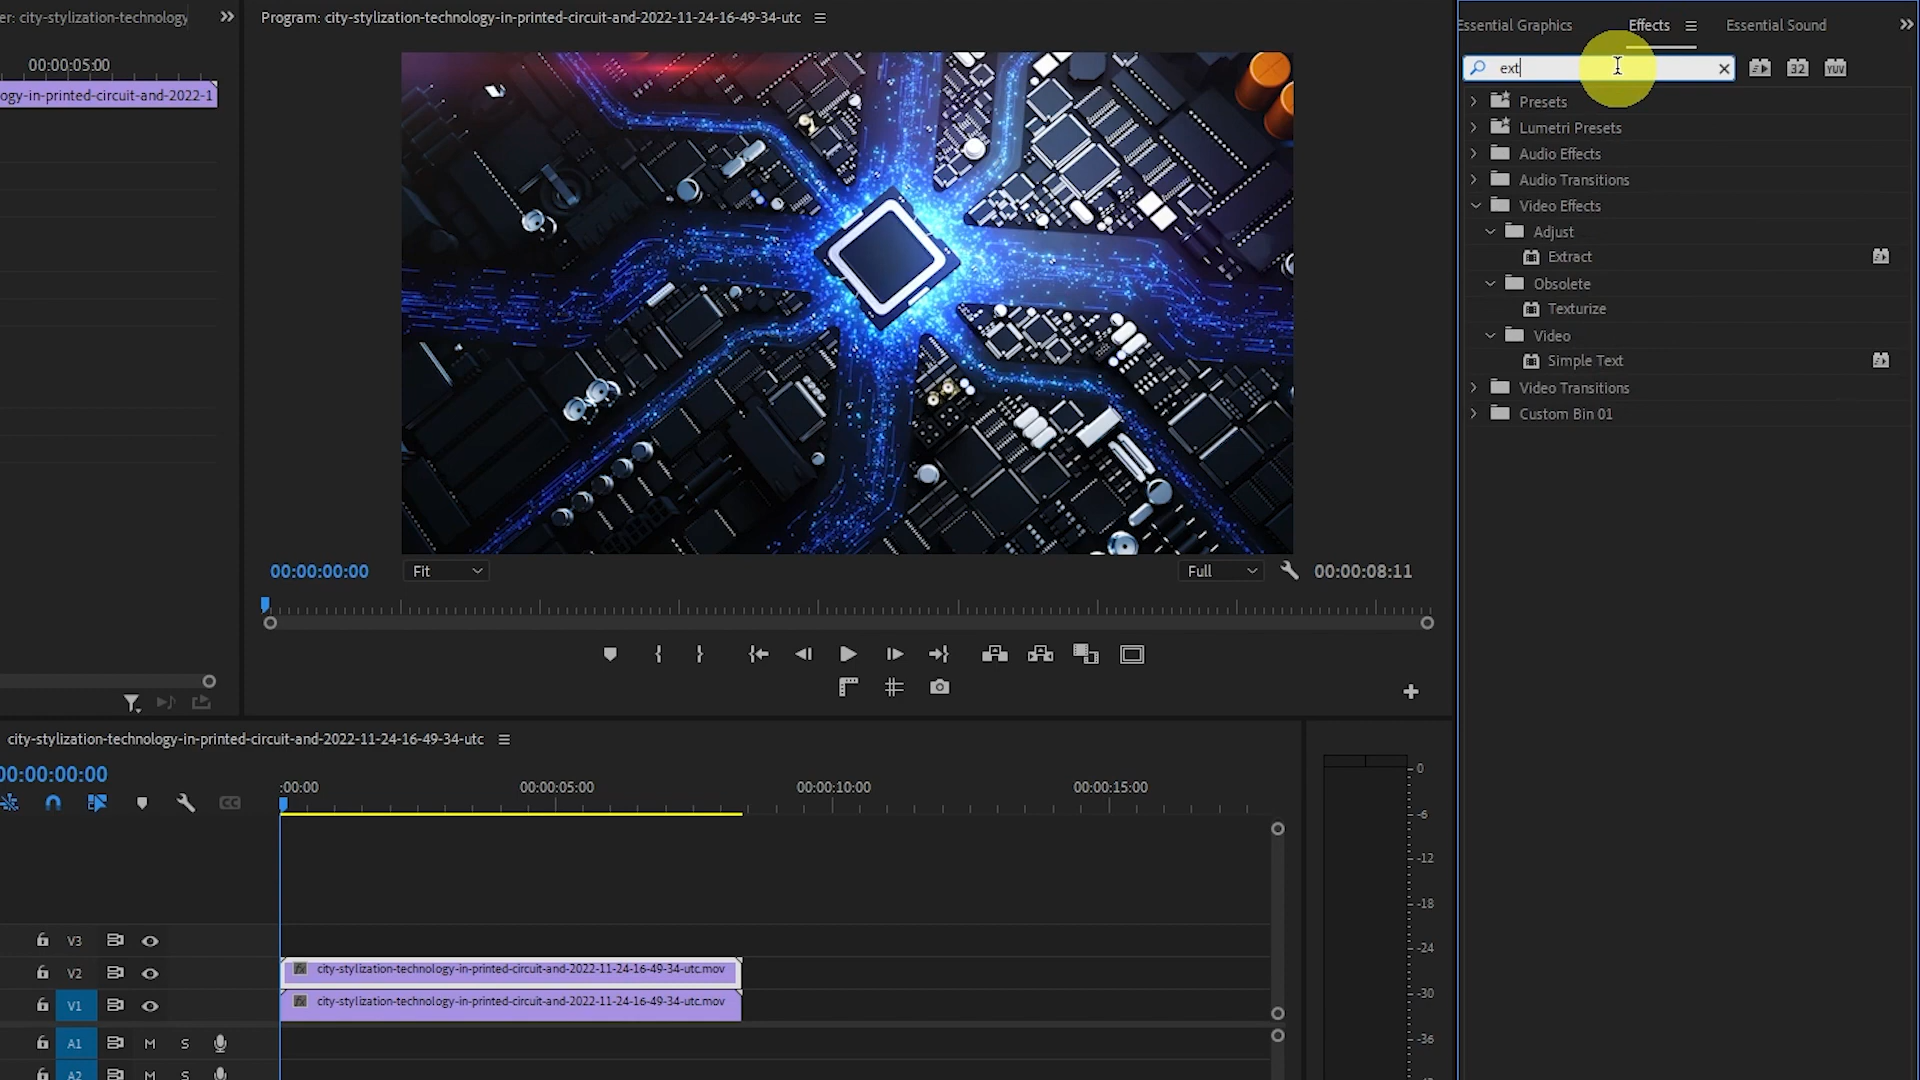 er: city-stylization-technology
00:00:05:00
ogy-in-printed-circuit-and-2022-1
Program: city-stylization-technology-in-printed-circuit-and-2022-11-24-16-49-34-utc
00:00:00:00
Fit
Full
00:00:08:11
Essential Graphics
Effects
Essential Sound
ext
32
YUV
Presets
Lumetri Presets
Audio Effects
Audio Transitions
Video Effects
Adjust
Extract
Obsolete
Texturize
Video
Simple Text
Video Transitions
Custom Bin 01
city-stylization-technology-in-printed-circuit-and-2022-11-24-16-49-34-utc
00:00:00:00
:00:00
00:00:05:00
00:00:10:00
00:00:15:00
CC
V3
V2
city-stylization-technology-in-printed-circuit-and-2022-11-24-16-49-34-utc.mov
V1
city-stylization-technology-in-printed-circuit-and-2022-11-24-16-49-34-utc.mov
A1
M
S
A2
M
S
0
-6
-12
-18
-24
-30
-36